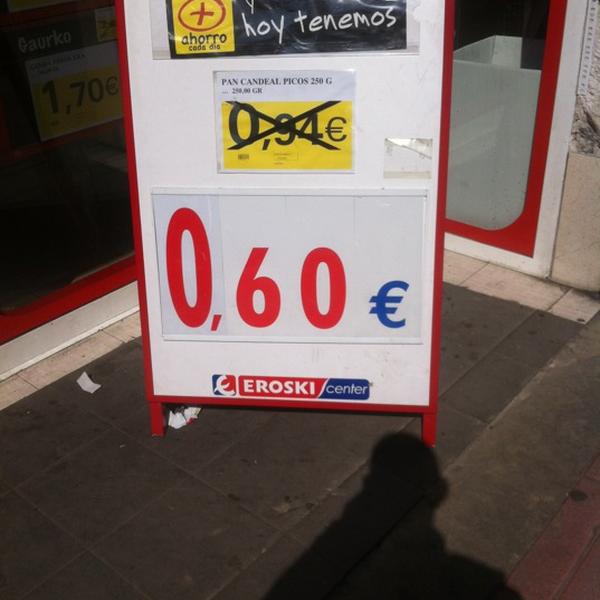 ahorro
cada día
hoy tenemos
Gaurko
1,70€
PAN CANDEAL PICOS 250 G
... 250,00 GR
0,94€
0,60 €
EROSKI center